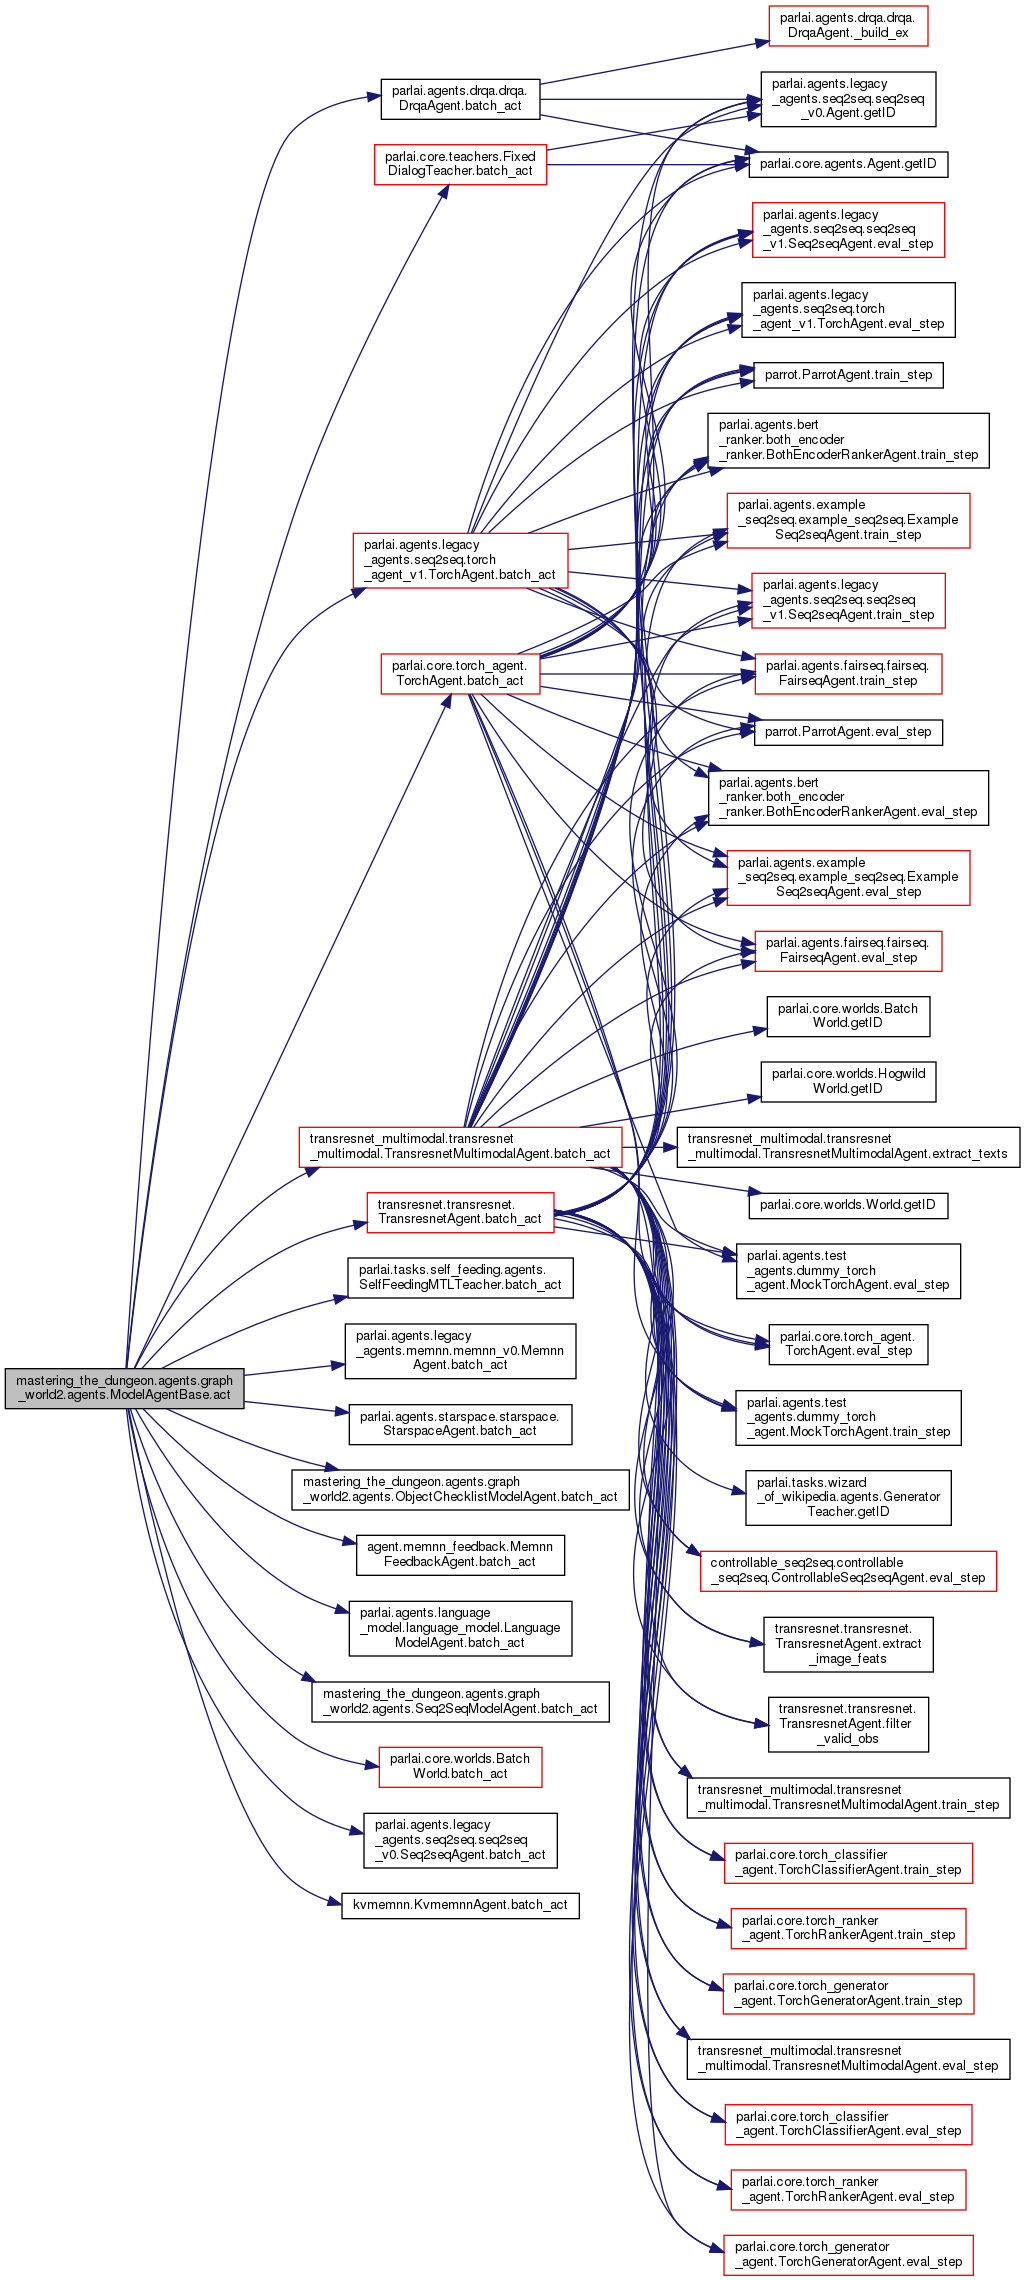 mastering_the_dungeon.agents.graph
_world2.agents.ModelAgentBase.act
parlai.agents.drqa.drqa.
DrqaAgent.batch_act
parlai.core.teachers.Fixed
DialogTeacher.batch_act
parlai.agents.legacy
_agents.seq2seq.torch
_agent_v1.TorchAgent.batch_act
parlai.core.torch_agent.
TorchAgent.batch_act
transresnet_multimodal.transresnet
_multimodal.TransresnetMultimodalAgent.batch_act
transresnet.transresnet.
TransresnetAgent.batch_act
parlai.tasks.self_feeding.agents.
SelfFeedingMTLTeacher.batch_act
parlai.agents.legacy
_agents.memnn.memnn_v0.Memnn
Agent.batch_act
parlai.agents.starspace.starspace.
StarspaceAgent.batch_act
mastering_the_dungeon.agents.graph
_world2.agents.ObjectChecklistModelAgent.batch_act
agent.memnn_feedback.Memnn
FeedbackAgent.batch_act
parlai.agents.language
_model.language_model.Language
ModelAgent.batch_act
mastering_the_dungeon.agents.graph
_world2.agents.Seq2SeqModelAgent.batch_act
parlai.core.worlds.Batch
World.batch_act
parlai.agents.legacy
_agents.seq2seq.seq2seq
_v0.Seq2seqAgent.batch_act
kvmemnn.KvmemnnAgent.batch_act
parlai.agents.drqa.drqa.
DrqaAgent._build_ex
parlai.agents.legacy
_agents.seq2seq.seq2seq
_v0.Agent.getID
parlai.core.agents.Agent.getID
parlai.agents.legacy
_agents.seq2seq.seq2seq
_v1.Seq2seqAgent.eval_step
parlai.agents.legacy
_agents.seq2seq.torch
_agent_v1.TorchAgent.eval_step
parrot.ParrotAgent.train_step
parlai.agents.bert
_ranker.both_encoder
_ranker.BothEncoderRankerAgent.train_step
parlai.agents.example
_seq2seq.example_seq2seq.Example
Seq2seqAgent.train_step
parlai.agents.legacy
_agents.seq2seq.seq2seq
_v1.Seq2seqAgent.train_step
parlai.agents.fairseq.fairseq.
FairseqAgent.train_step
parrot.ParrotAgent.eval_step
parlai.agents.bert
_ranker.both_encoder
_ranker.BothEncoderRankerAgent.eval_step
parlai.agents.example
_seq2seq.example_seq2seq.Example
Seq2seqAgent.eval_step
parlai.agents.fairseq.fairseq.
FairseqAgent.eval_step
parlai.core.worlds.Batch
World.getID
parlai.core.worlds.Hogwild
World.getID
transresnet_multimodal.transresnet
_multimodal.TransresnetMultimodalAgent.extract_texts
parlai.core.worlds.World.getID
parlai.agents.test
_agents.dummy_torch
_agent.MockTorchAgent.eval_step
parlai.core.torch_agent.
TorchAgent.eval_step
parlai.agents.test
_agents.dummy_torch
_agent.MockTorchAgent.train_step
parlai.tasks.wizard
_of_wikipedia.agents.Generator
Teacher.getID
controllable_seq2seq.controllable
_seq2seq.ControllableSeq2seqAgent.eval_step
transresnet.transresnet.
TransresnetAgent.extract
_image_feats
transresnet.transresnet.
TransresnetAgent.filter
_valid_obs
transresnet_multimodal.transresnet
_multimodal.TransresnetMultimodalAgent.train_step
parlai.core.torch_classifier
_agent.TorchClassifierAgent.train_step
parlai.core.torch_ranker
_agent.TorchRankerAgent.train_step
parlai.core.torch_generator
_agent.TorchGeneratorAgent.train_step
transresnet_multimodal.transresnet
_multimodal.TransresnetMultimodalAgent.eval_step
parlai.core.torch_classifier
_agent.TorchClassifierAgent.eval_step
parlai.core.torch_ranker
_agent.TorchRankerAgent.eval_step
parlai.core.torch_generator
_agent.TorchGeneratorAgent.eval_step